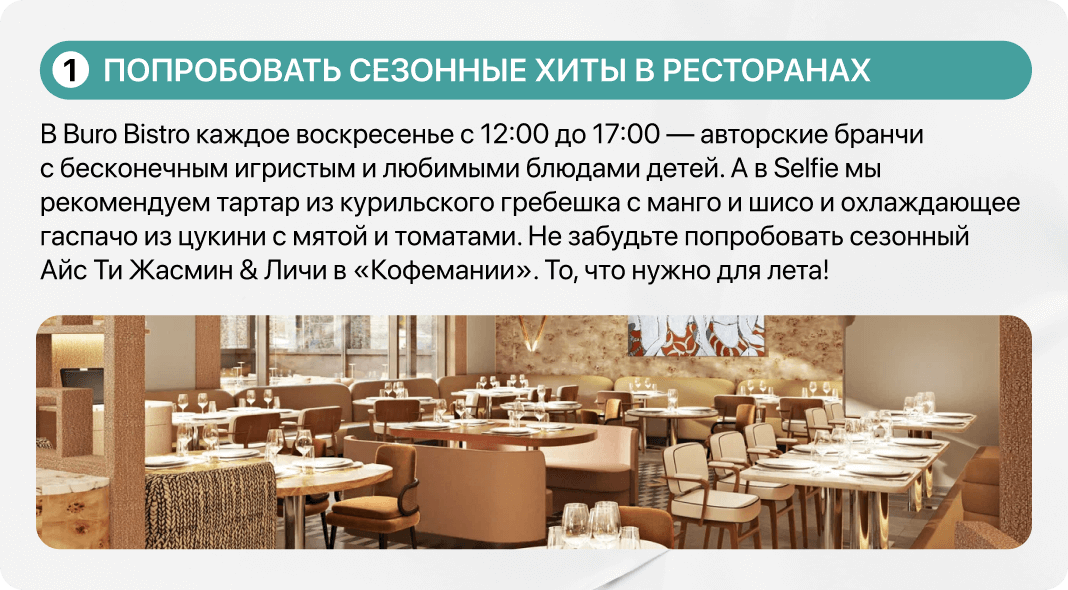 1 ПОПРОБОВАТЬ СЕЗОННЫЕ ХИТЫ В РЕСТОРАНАХ
В Buro Bistro каждое воскресенье с 12:00 до 17:00 — авторские бранчи
с бесконечным игристым и любимыми блюдами детей. А в Selfie мы
рекомендуем тартар из курильского гребешка с манго и шисо и охлаждающее
гаспачо из цукини с мятой и томатами. Не забудьте попробовать сезонный
Айс Ти Жасмин & Личи в «Кофемании». То, что нужно для лета!